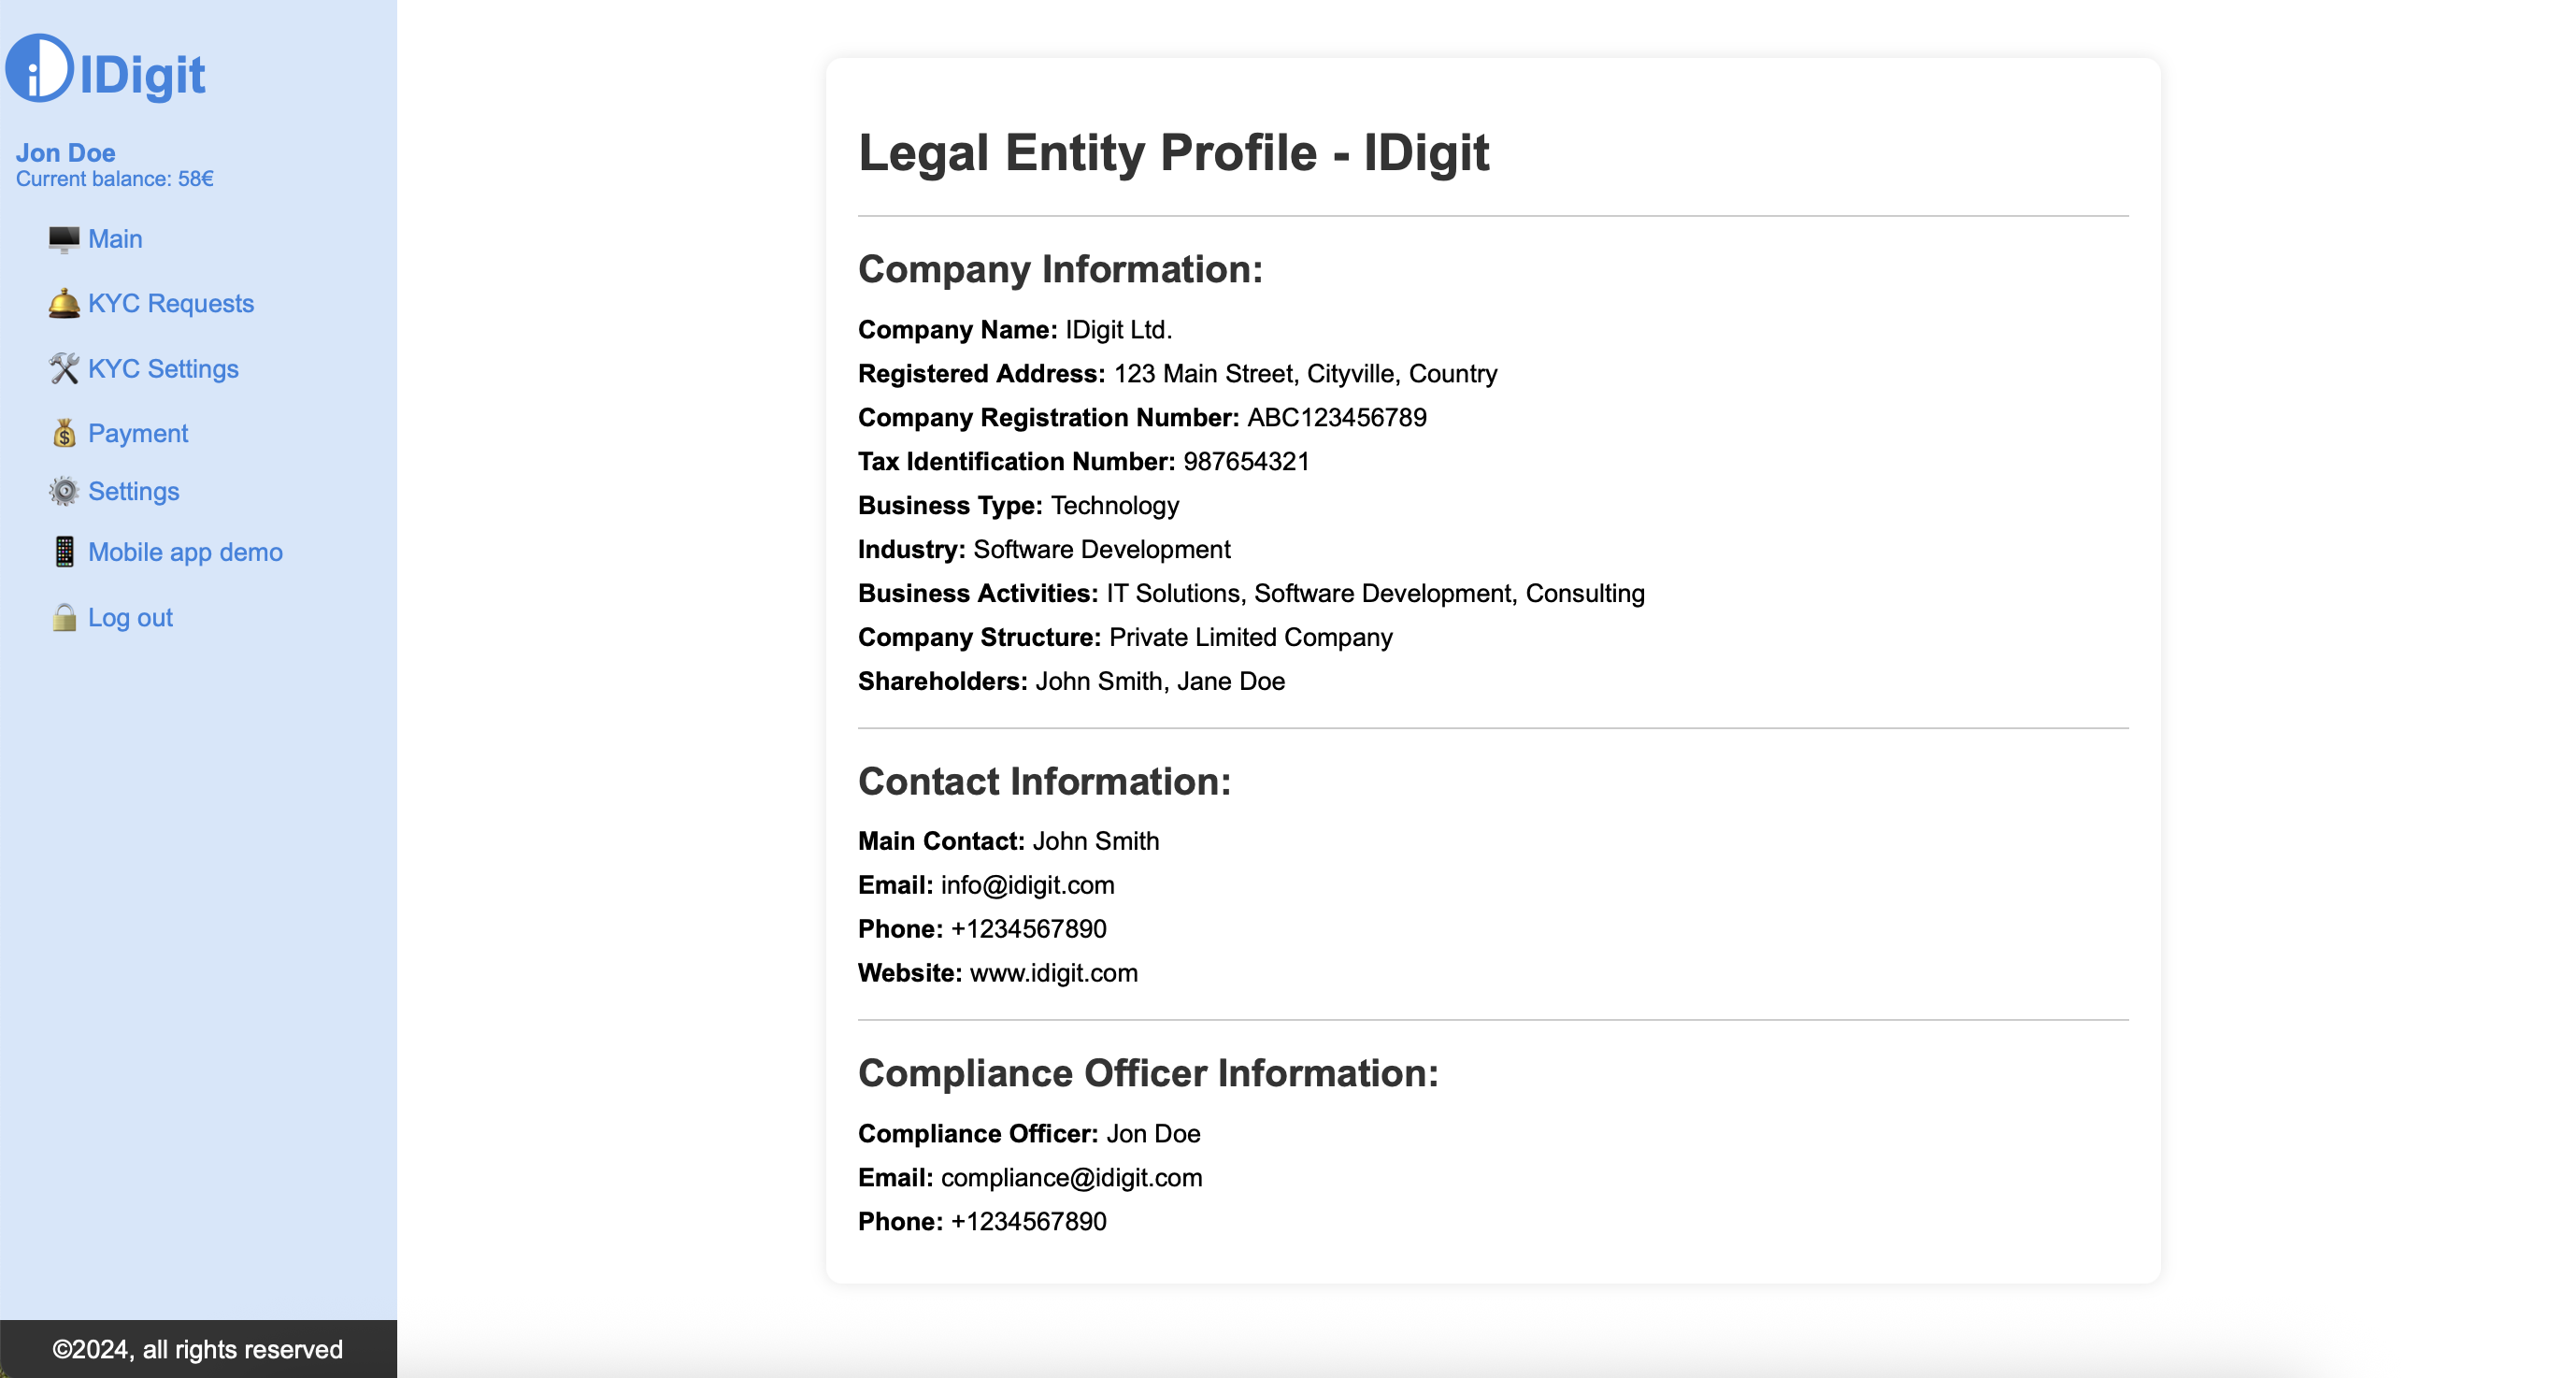 IDigit
Jon Doe
Current balance: 58€
Main
KYC Requests
KYC Settings
Payment
Settings
Mobile app demo
Log out
©2024, all rights reserved
Legal Entity Profile - IDigit
Company Information:
Company Name: IDigit Ltd.
Registered Address: 123 Main Street, Cityville, Country
Company Registration Number: ABC123456789
Tax Identification Number: 987654321
Business Type: Technology
Industry: Software Development
Business Activities: IT Solutions, Software Development, Consulting
Company Structure: Private Limited Company
Shareholders: John Smith, Jane Doe
Contact Information:
Main Contact: John Smith
Email: info@idigit.com
Phone: +1234567890
Website: www.idigit.com
Compliance Officer Information:
Compliance Officer: Jon Doe
Email: compliance@idigit.com
Phone: +1234567890